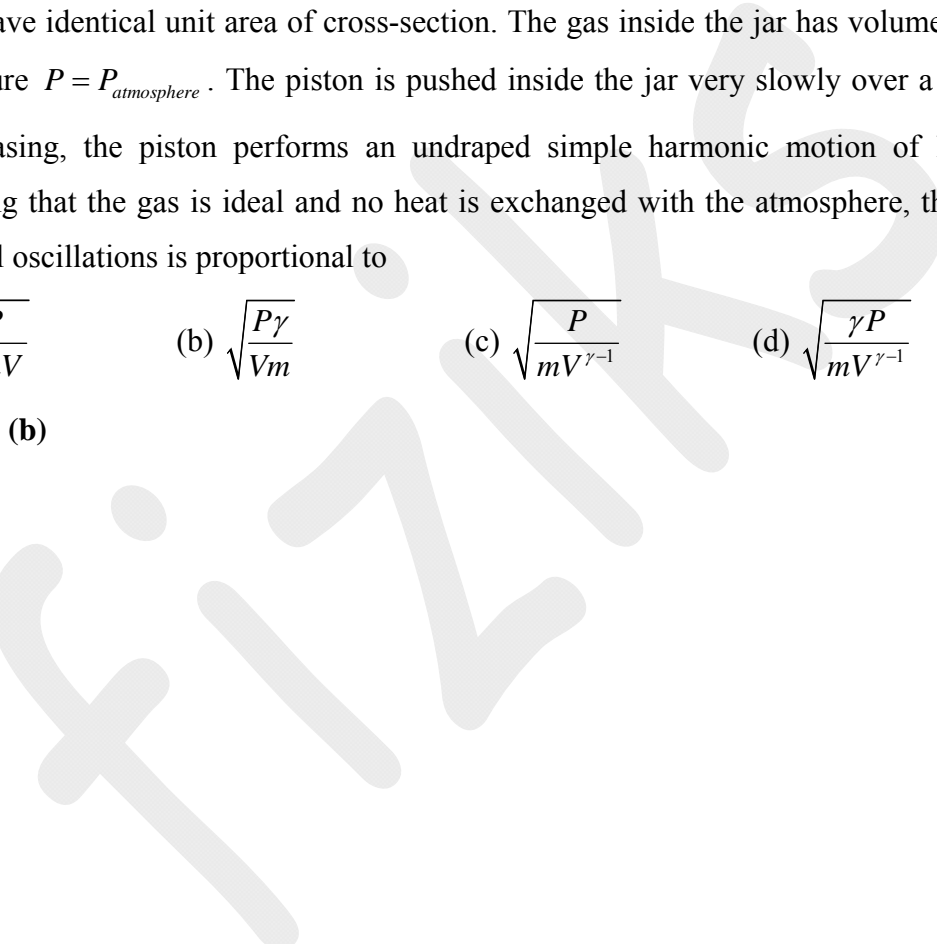 ave identical unit area of cross-section. The gas inside the jar has volume
ure P = P_atmosphere. The piston is pushed inside the jar very slowly over a
asing, the piston performs an undraped simple harmonic motion of
g that the gas is ideal and no heat is exchanged with the atmosphere, th
l oscillations is proportional to
V (b) √(Pγ/Vm) (c) √(P/mV^(γ−1)) (d) √(γP/mV^(γ−1))
(b)
fiziks